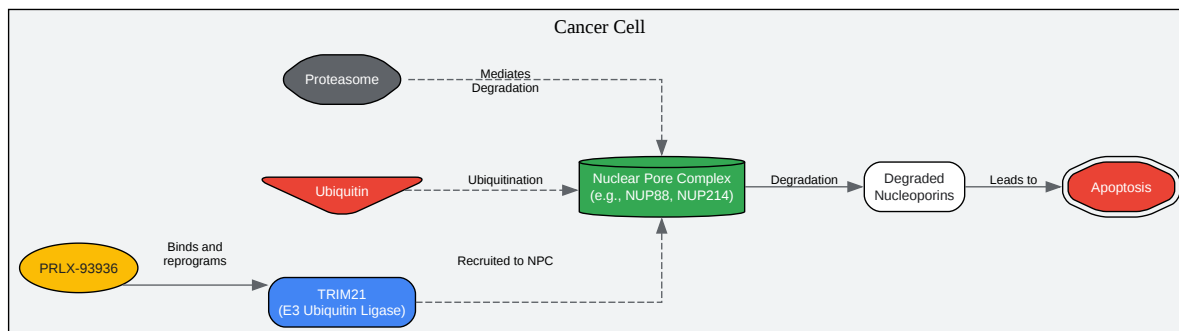 Cancer Cell
Proteasome
Mediates
Degradation
Ubiquitin
Ubiquitination
Nuclear Pore Complex
(e.g., NUP88, NUP214)
Degradation
Degraded
Nucleoporins
Leads to
Apoptosis
PRLX-93936
Binds and
reprograms
TRIM21
(E3 Ubiquitin Ligase)
Recruited to NPC